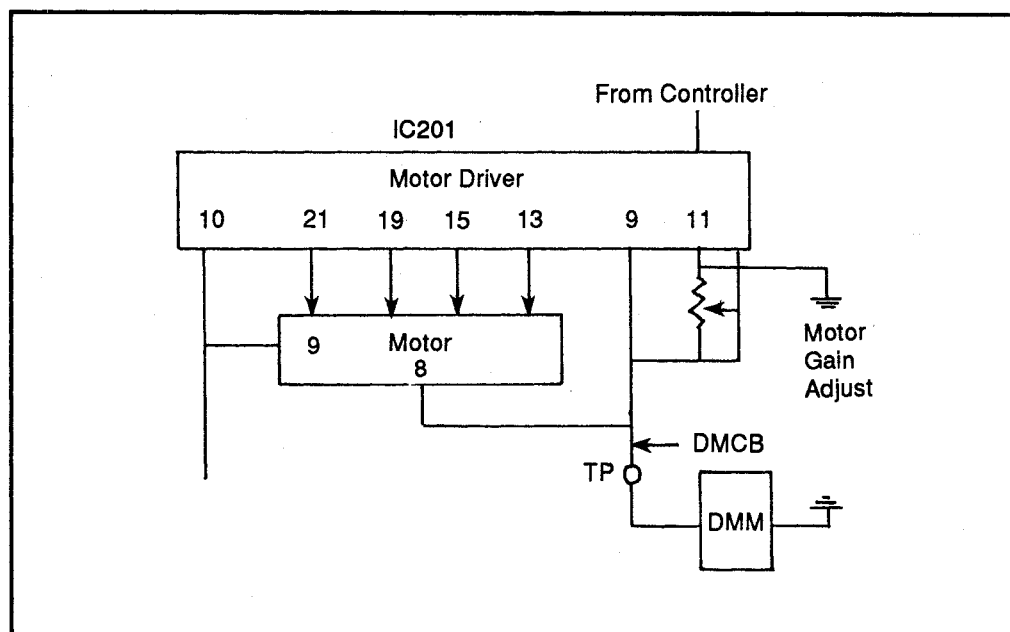 From Controller
IC201
Motor Driver
10 21 19 15 13 9 11
9 Motor
8
Motor
Gain
Adjust
DMCB
TP
DMM